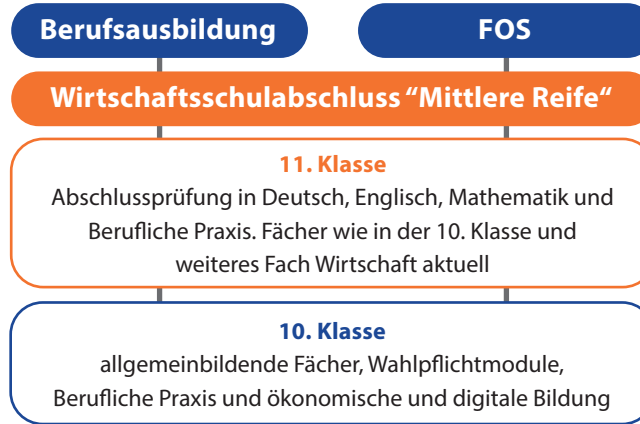 Berufsausbildung
FOS
Wirtschaftsschulabschluss “Mittlere Reife“
11. Klasse
Abschlussprüfung in Deutsch, Englisch, Mathematik und
Berufliche Praxis. Fächer wie in der 10. Klasse und
weiteres Fach Wirtschaft aktuell
10. Klasse
allgemeinbildende Fächer, Wahlpflichtmodule,
Berufliche Praxis und ökonomische und digitale Bildung